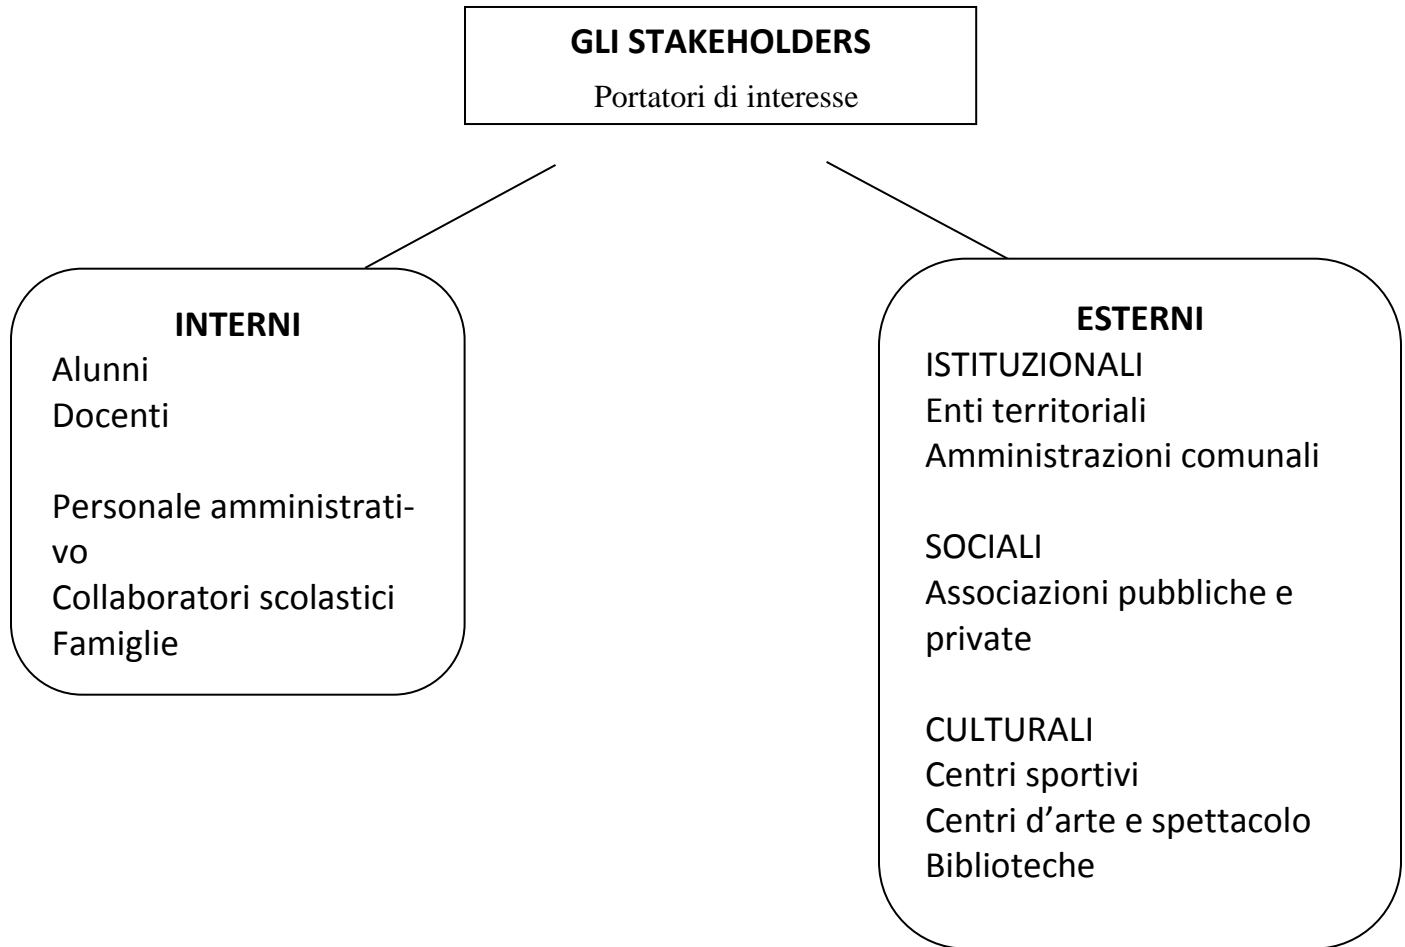 GLI STAKEHOLDERS
Portatori di interesse
INTERNI
Alunni
Docenti
Personale amministrati-
vo
Collaboratori scolastici
Famiglie
ESTERNI
ISTITUZIONALI
Enti territoriali
Amministrazioni comunali
SOCIALI
Associazioni pubbliche e
private
CULTURALI
Centri sportivi
Centri d’arte e spettacolo
Biblioteche